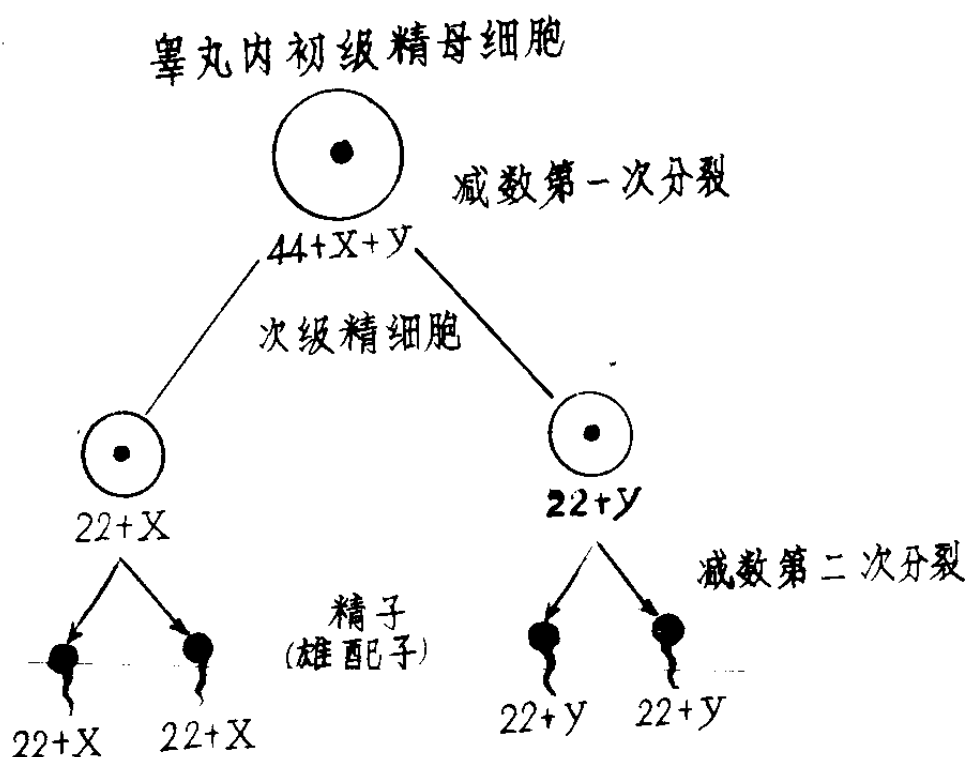 睾丸内初级精母细胞
减数第一次分裂
44+X+y
次级精细胞
22+X
22+y
减数第二次分裂
精子
(雄配子)
22+X
22+X
22+y
22+y